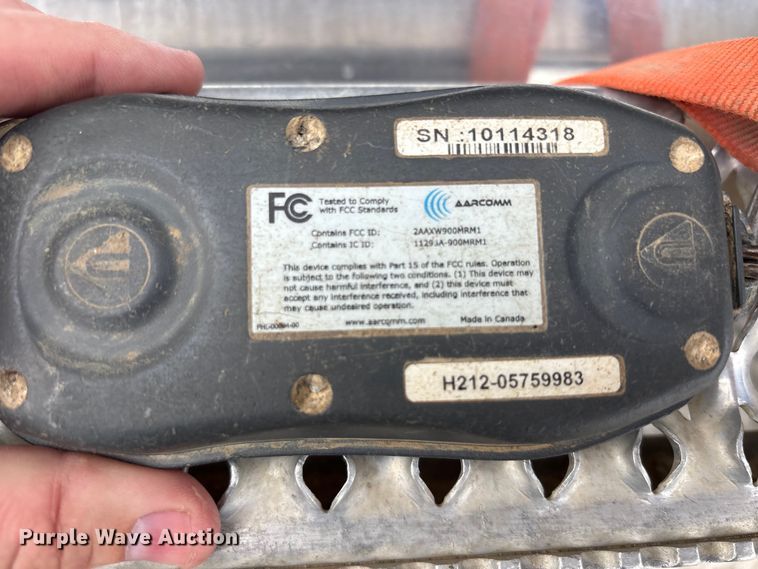 SN :10114318
FC Tested to Comply
with FCC Standards
AARCOMM
Contains FCC ID: 2AAXW900MRM1
Contains IC ID: 11293A-900MRM1
This device complies with Part 15 of the FCC rules. Operation
is subject to the following two conditions. (1) This device may
not cause harmful interference, and (2) this device must
accept any interference received, including interference that
may cause undesired operation.
www.aarcomm.com Made in Canada
H212-05759983
Purple Wave Auction